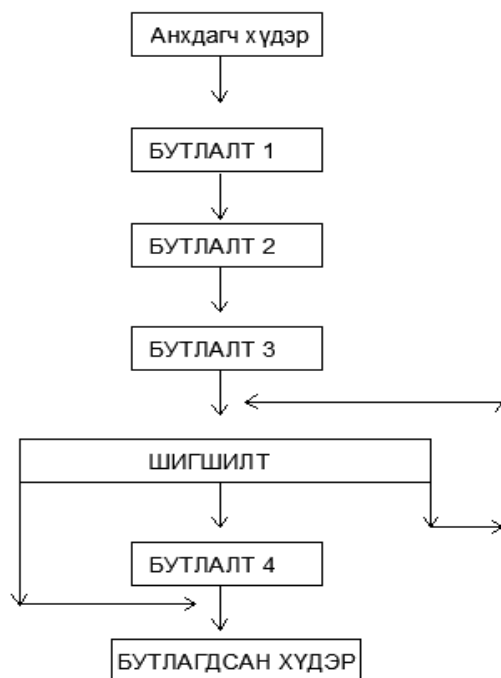 Анхдагч хүдэр
БУТЛАЛТ 1
БУТЛАЛТ 2
БУТЛАЛТ 3
ШИГШИЛТ
БУТЛАЛТ 4
БУТЛАГДСАН ХҮДЭР